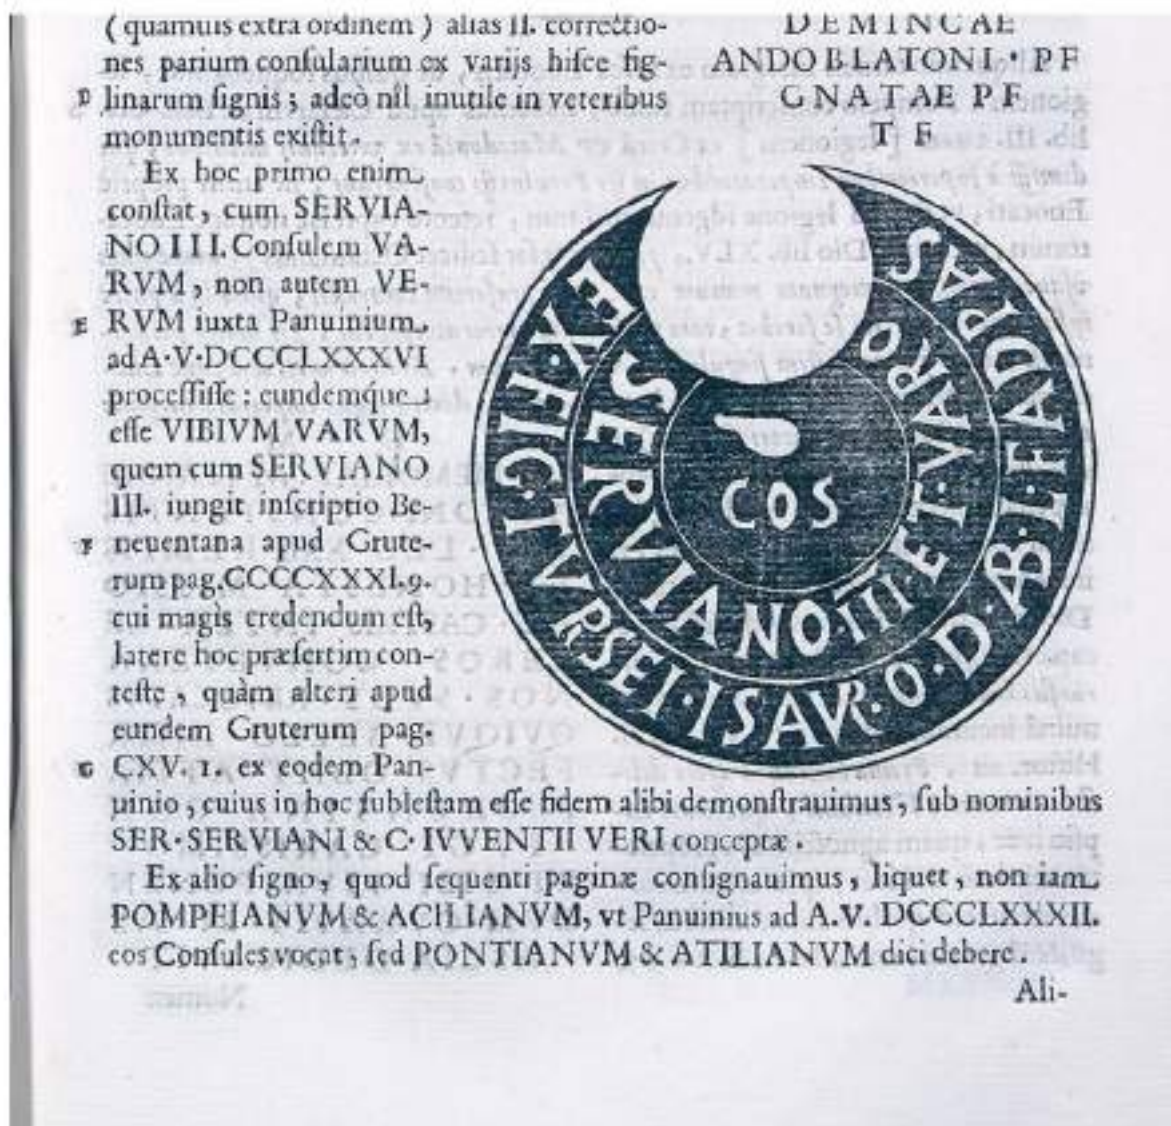 (quamuis extra ordinem) alias II. correctio-
nes parium consularium ex varijs hisce fig-
D linarum signis; adeò nil inutile in veteribus
monumentis existit.
DEMINCAE
ANDOBLATONI · PF
GNATAE PF
T F
Ex hoc primo enim
constat, cum SERVIA-
NO III. Consulem VA-
RVM, non autem VE-
E RVM iuxta Panuinium
ad A·V·DCCCLXXXVI
processisse: eundemque
esse VIBIVM VARVM,
quem cum SERVIANO
III. iungit inscriptio Be-
F neuentana apud Grute-
rum pag. CCCCXXXI.9.
cui magis credendum est,
latere hoc præsertim con-
teste, quàm alteri apud
eundem Gruterum pag.
G CXV. 1. ex eodem Pan-
EX·FIG·TVRSEI·ISAVR·O·D·AB·L·FADPAS
SERVIANO III·ET·VARO
COS
uinio, cuius in hoc sublestam esse fidem alibi demonstrauimus, sub nominibus
SER·SERVIANI & C·IVVENTII VERI conceptæ.
Ex alio signo, quod sequenti paginæ consignauimus, liquet, non iam
POMPEIANVM & ACILIANVM, vt Panuinius ad A.V. DCCCLXXXII.
eos Consules vocat, sed PONTIANVM & ATILIANVM dici debere.
Ali-